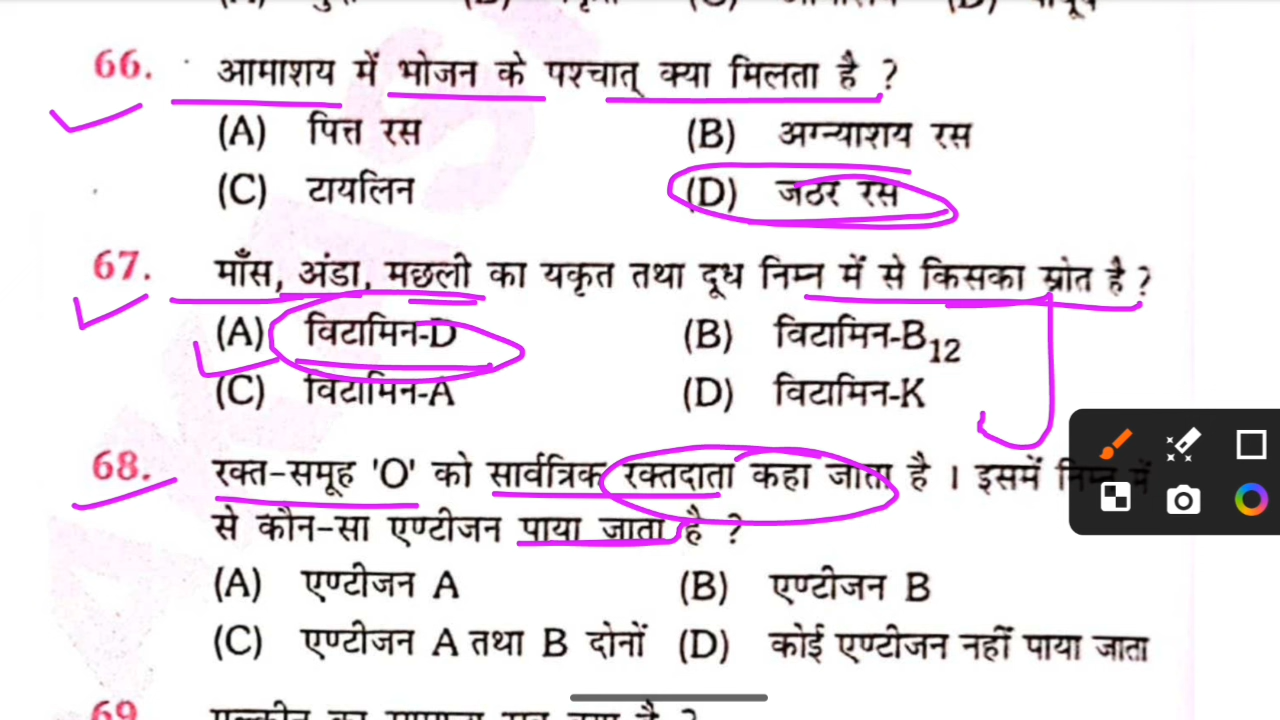 66. आमाशय में भोजन के पश्चात् क्या मिलता है ?
(A) पित्त रस (B) अग्न्याशय रस
(C) टायलिन (D) जठर रस
67. माँस, अंडा, मछली का यकृत तथा दूध निम्न में से किसका स्रोत है ?
(A) विटामिन-D (B) विटामिन-B12
(C) विटामिन-A (D) विटामिन-K
68. रक्त-समूह 'O' को सार्वत्रिक रक्तदाता कहा जाता है । इसमें निम्न में
से कौन-सा एण्टीजन पाया जाता है ?
(A) एण्टीजन A (B) एण्टीजन B
(C) एण्टीजन A तथा B दोनों (D) कोई एण्टीजन नहीं पाया जाता
69.